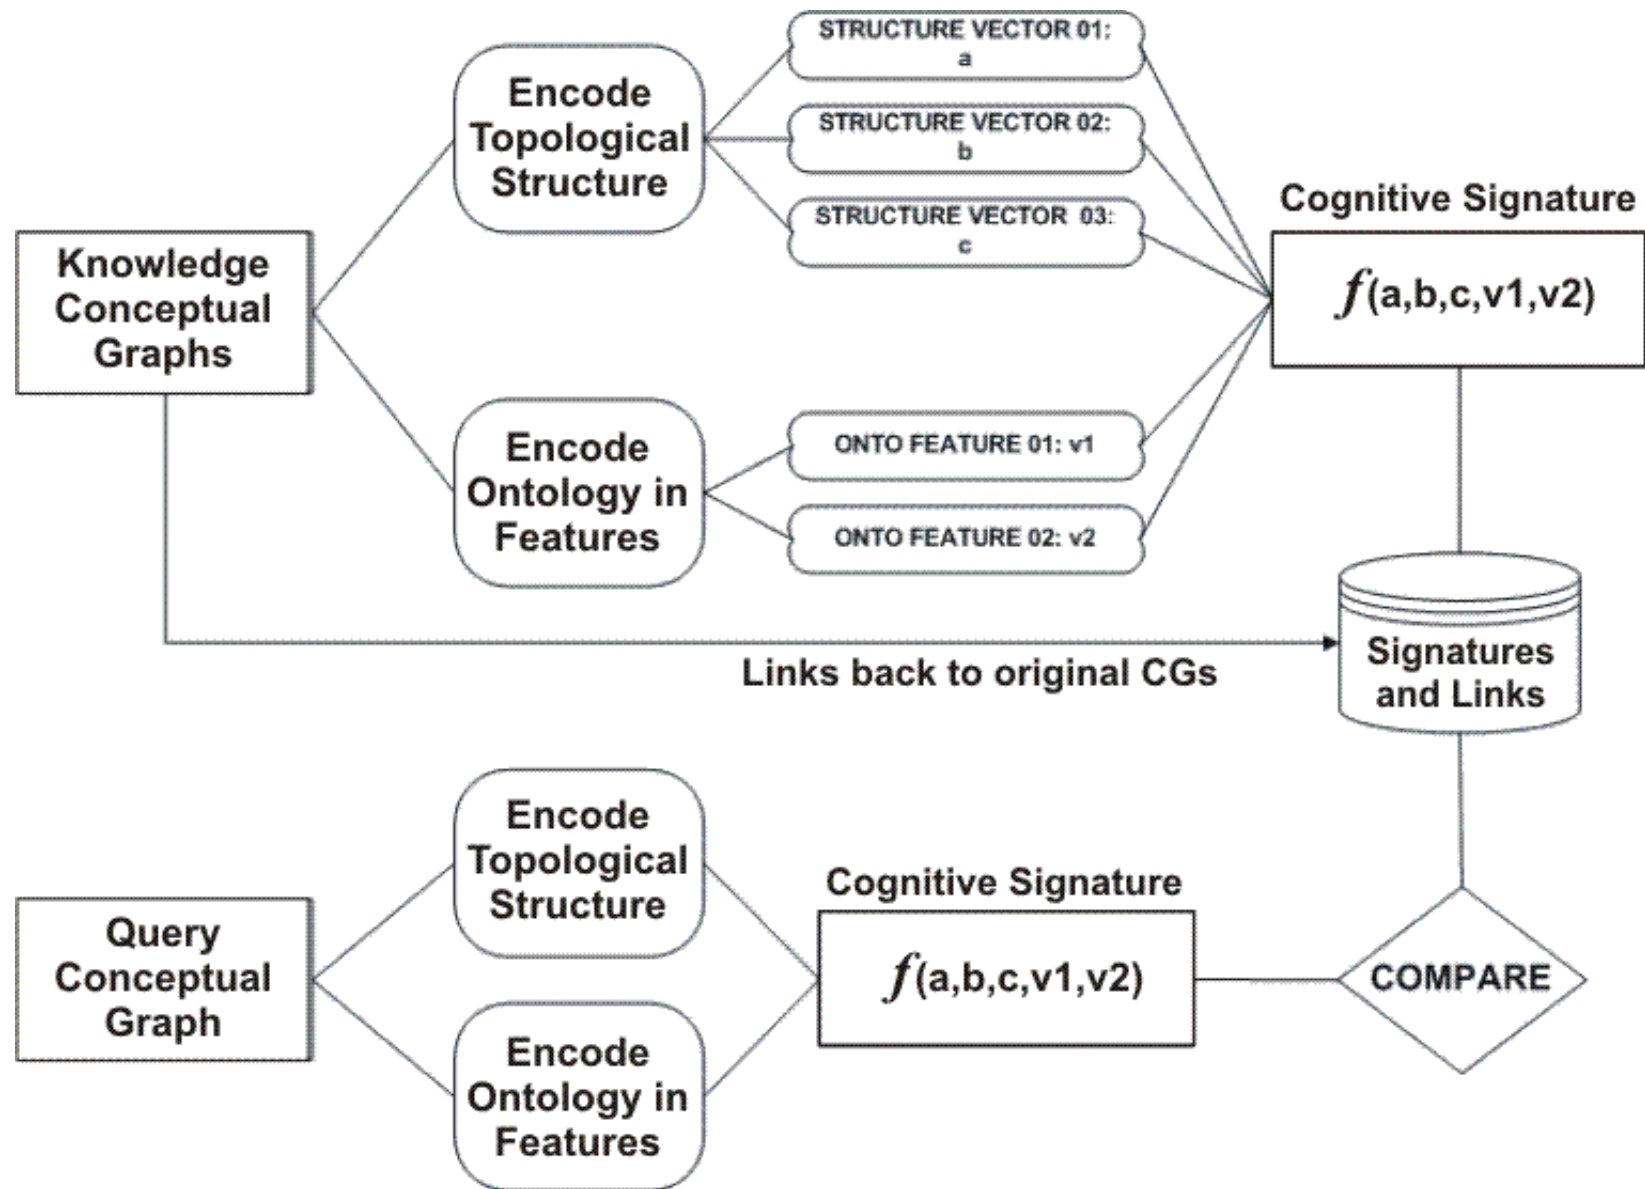 Encode
Topological
Structure
STRUCTURE VECTOR 01:
a
STRUCTURE VECTOR 02:
b
STRUCTURE VECTOR 03:
c
Cognitive Signature
f(a,b,c,v1,v2)
Knowledge
Conceptual
Graphs
Encode
Ontology in
Features
ONTO FEATURE 01: v1
ONTO FEATURE 02: v2
Links back to original CGs
Signatures
and Links
Query
Conceptual
Graph
Encode
Topological
Structure
Encode
Ontology in
Features
Cognitive Signature
f(a,b,c,v1,v2)
COMPARE